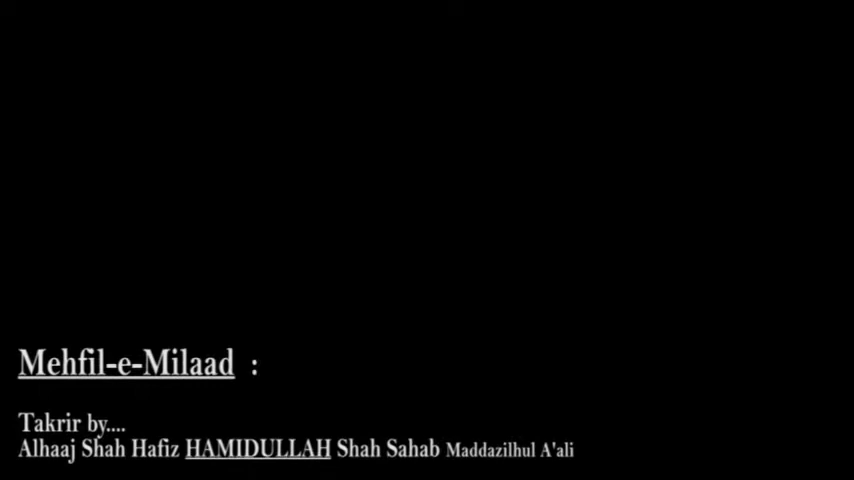 Mehfil-e-Milaad :
Takrir by....
Alhaaj Shah Hafiz HAMIDULLAH Shah Sahab Maddazilhul A'ali